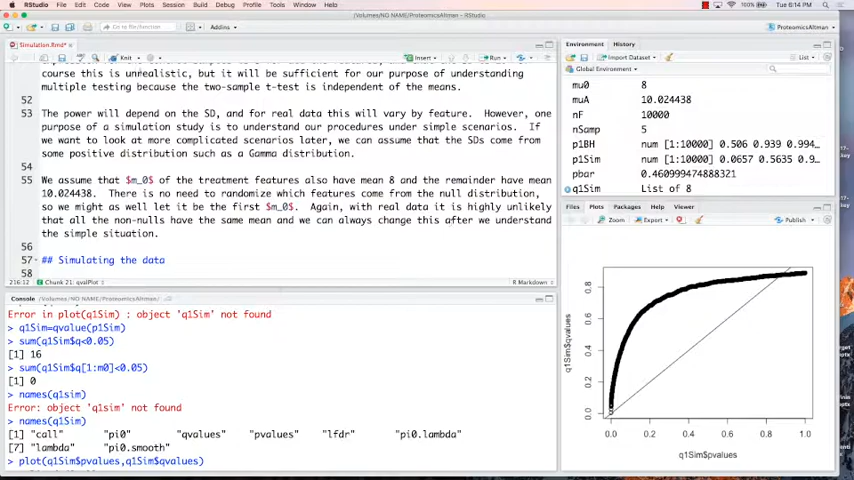 RStudio File Edit Code View Plots Session Build Debug Profile Tools Window Help 100% Tue 6:14 PM
/Volumes/NO NAME/ProteomicsAltman - RStudio
Go to file/function Addins ProteomicsAltman
Simulation.Rmd*
Knit Insert Run
course this is unrealistic, but it will be sufficient for our purpose of understanding
multiple testing because the two-sample t-test is independent of the means.
52
53 The power will depend on the SD, and for real data this will vary by feature. However, one
purpose of a simulation study is to understand our procedures under simple scenarios. If
we want to look at more complicated scenarios later, we can assume that the SDs come from
some positive distribution such as a Gamma distribution.
54
55 We assume that $m_0$ of the treatment features also have mean 8 and the remainder have mean
10.024438. There is no need to randomize which features come from the null distribution,
so we might as well let it be the first $m_0$. Again, with real data it is highly unlikely
that all the non-nulls have the same mean and we can always change this after we understand
the simple situation.
56
57 ## Simulating the data
58
216:12 Chunk 21: qvalPlot R Markdown
Console /Volumes/NO NAME/ProteomicsAltman/
Error in plot(q1Sim) : object 'q1Sim' not found
> q1Sim=qvalue(p1Sim)
> sum(q1Sim$q<0.05)
[1] 16
> sum(q1Sim$q[1:m0]<0.05)
[1] 0
> names(q1sim)
Error: object 'q1sim' not found
> names(q1Sim)
[1] "call" "pi0" "qvalues" "pvalues" "lfdr" "pi0.lambda"
[7] "lambda" "pi0.smooth"
> plot(q1Sim$pvalues,q1Sim$qvalues)
Environment History
Import Dataset List
Global Environment
mu0 8
muA 10.024438
nF 10000
nSamp 5
p1BH num [1:10000] 0.506 0.939 0.994...
p1Sim num [1:10000] 0.0657 0.5635 0.94...
pbar 0.460999474888321
q1Sim List of 8
Files Plots Packages Help Viewer
Zoom Export Publish
q1Sim$qvalues
0.8
0.6
0.4
0.2
0.0
0.0 0.2 0.4 0.6 0.8 1.0
q1Sim$pvalues